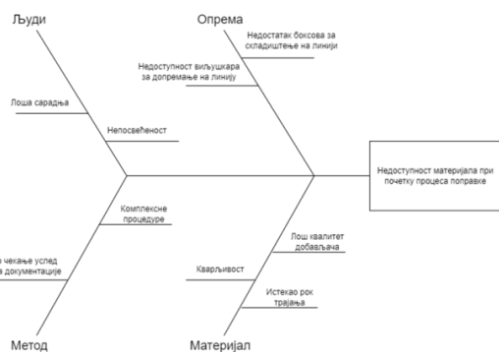 Људи
Опрема
Недостатак боксова за
складиштење на линији
Недоступност виљушкара
за допремање на линију
Лоша сарадња
Непосвећеност
Недоступност материјала при
почетку процеса поправке
Комплексне
процедуре
чекање услед
документације
Лош квалитет
добављача
Кварљивост
Истекао рок
трајања
Метод
Материјал